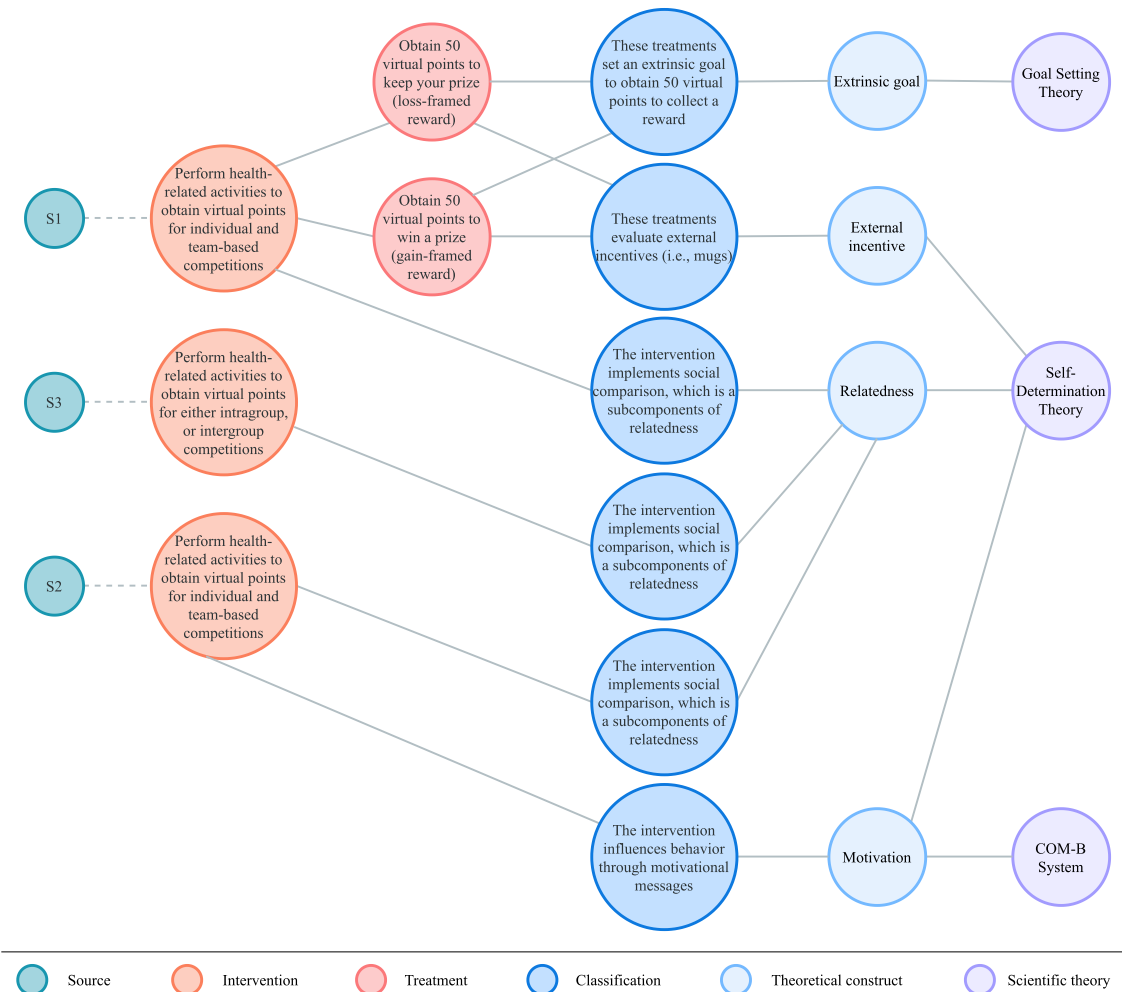 Obtain 50
virtual points to
keep your prize
(loss-framed
reward)
These treatments
set an extrinsic goal
to obtain 50 virtual
points to collect a
reward
Extrinsic goal
Goal Setting
Theory
S1
Perform health-
related activities to
obtain virtual points
for individual and
team-based
competitions
Obtain 50
virtual points to
win a prize
(gain-framed
reward)
These treatments
evaluate external
incentives (i.e., mugs)
External
incentive
S3
Perform health-
related activities to
obtain virtual points
for either intragroup,
or intergroup
competitions
The intervention
implements social
comparison, which is a
subcomponents of
relatedness
Relatedness
Self-
Determination
Theory
The intervention
implements social
comparison, which is
a subcomponents of
relatedness
S2
Perform health-
related activities to
obtain virtual points
for individual and
team-based
competitions
The intervention
implements social
comparison, which is
a subcomponents of
relatedness
The intervention
influences behavior
through motivational
messages
Motivation
COM-B
System
Source
Intervention
Treatment
Classification
Theoretical construct
Scientific theory